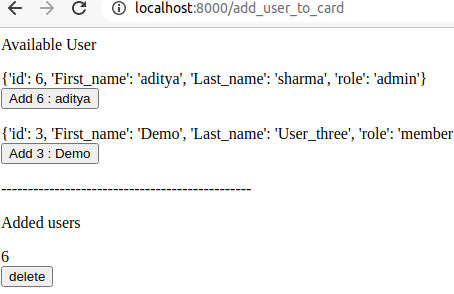 localhost:8000/add_user_to_card
Available User
{'id': 6, 'First_name': 'aditya', 'Last_name': 'sharma', 'role': 'admin'}
Add 6 : aditya
{'id': 3, 'First_name': 'Demo', 'Last_name': 'User_three', 'role': 'member
Add 3 : Demo
-----------------------------------------------
Added users
6
delete